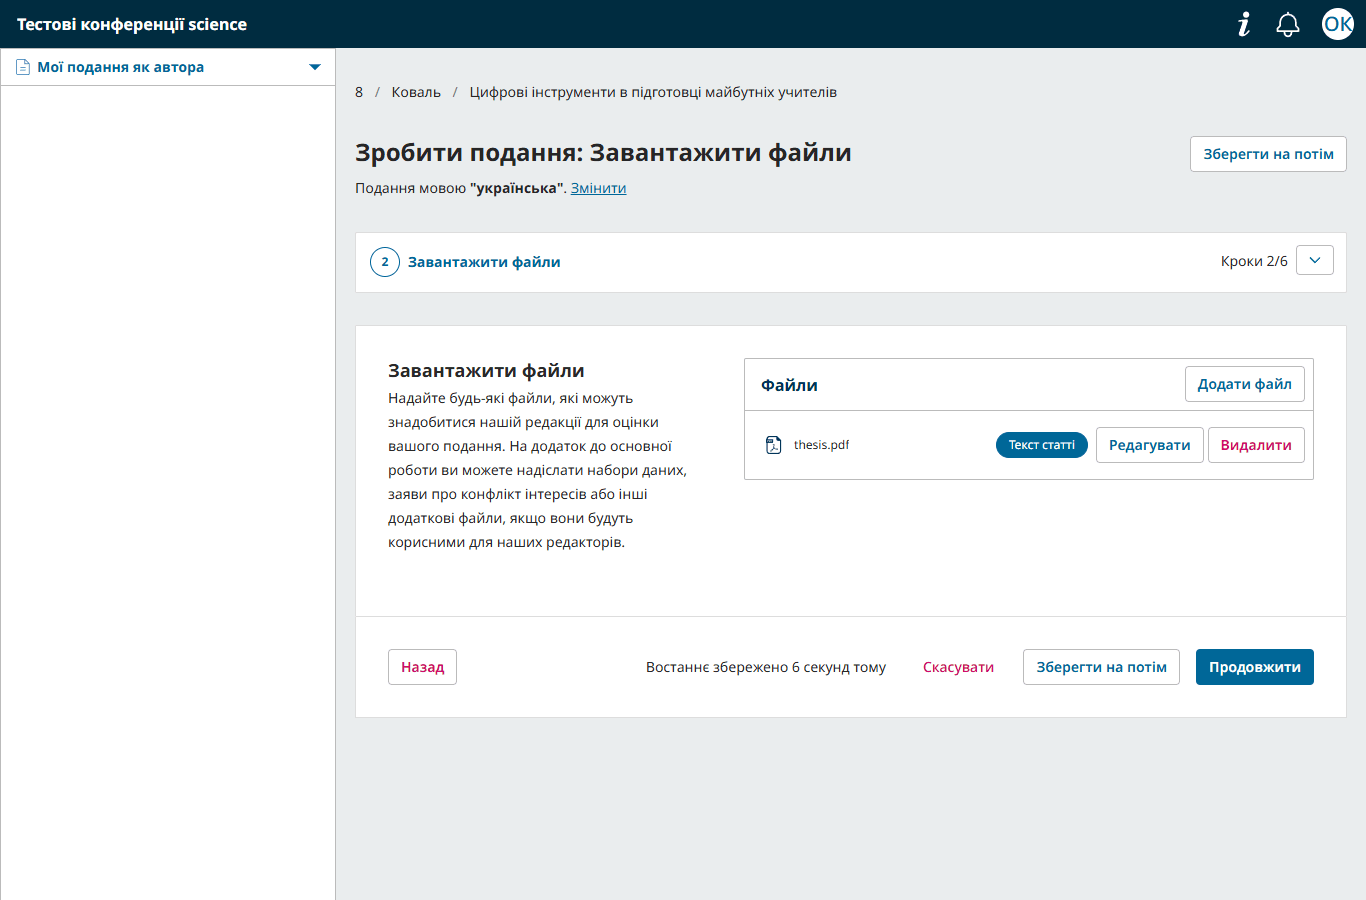 Тестові конференції science
ОК
Мої подання як автора
8 / Коваль / Цифрові інструменти в підготовці майбутніх учителів
Зробити подання: Завантажити файли
Зберегти на потім
Подання мовою "українська". Змінити
2 Завантажити файли
Кроки 2/6
Завантажити файли
Надайте будь-які файли, які можуть
знадобитися нашій редакції для оцінки
вашого подання. На додаток до основної
роботи ви можете надіслати набори даних,
заяви про конфлікт інтересів або інші
додаткові файли, якщо вони будуть
корисними для наших редакторів.
Файли
Додати файл
thesis.pdf
Текст статті
Редагувати
Видалити
Назад
Востаннє збережено 6 секунд тому
Скасувати
Зберегти на потім
Продовжити